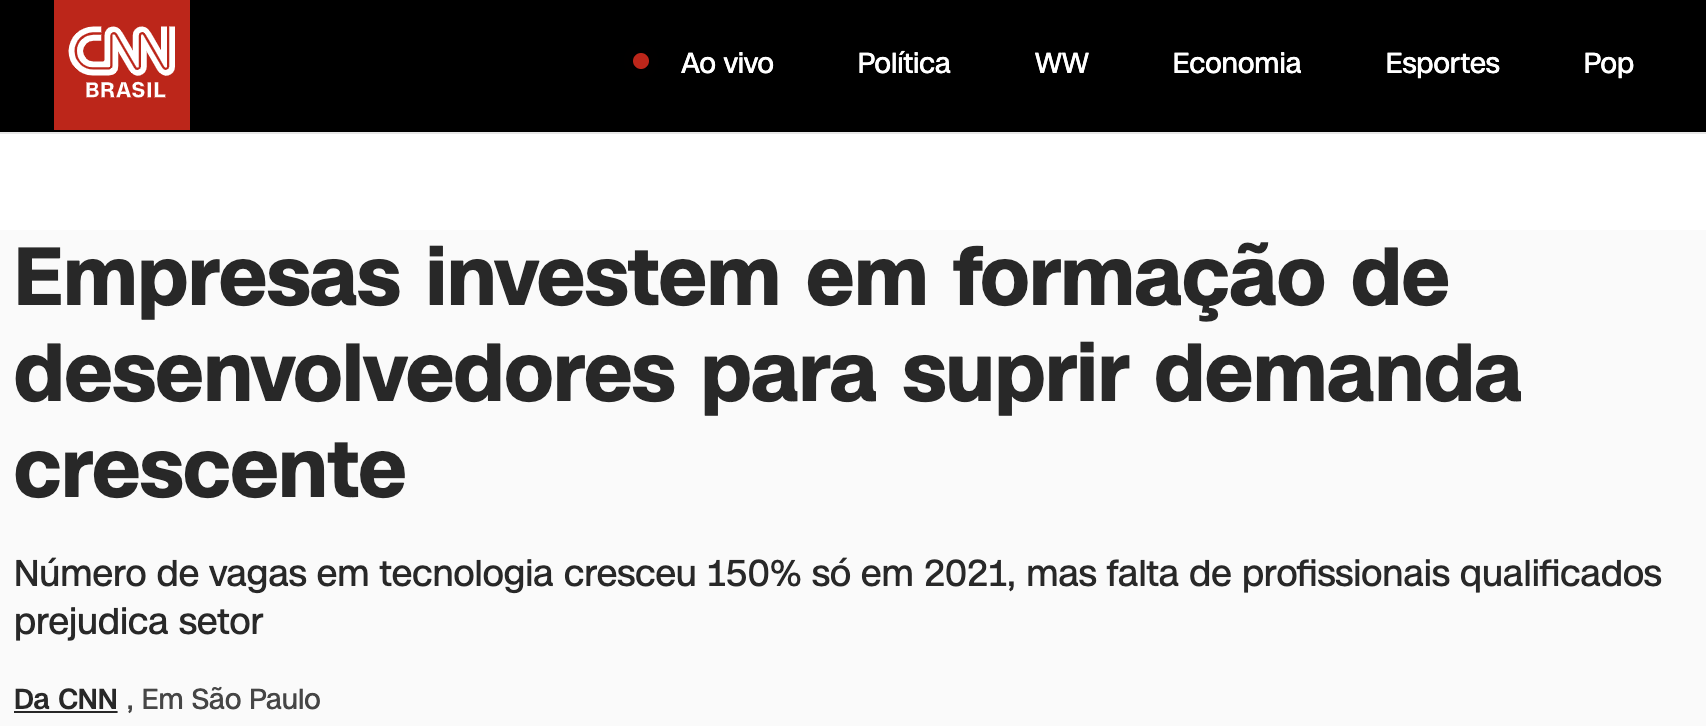 CNN
BRASIL
Ao vivo Política WW Economia Esportes Pop
Empresas investem em formação de
desenvolvedores para suprir demanda
crescente
Número de vagas em tecnologia cresceu 150% só em 2021, mas falta de profissionais qualificados
prejudica setor
Da CNN , Em São Paulo